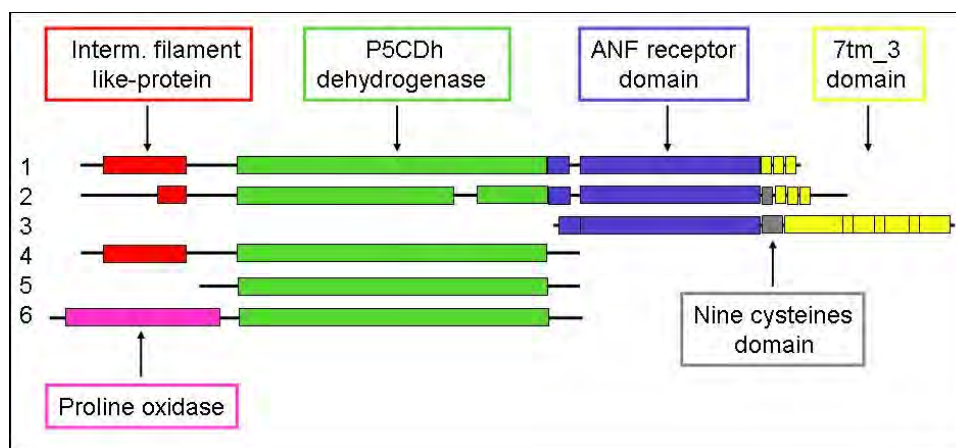 Interm. filament
like-protein
P5CDh
dehydrogenase
ANF receptor
domain
7tm_3
domain
1
2
3
4
5
6
Nine cysteines
domain
Proline oxidase